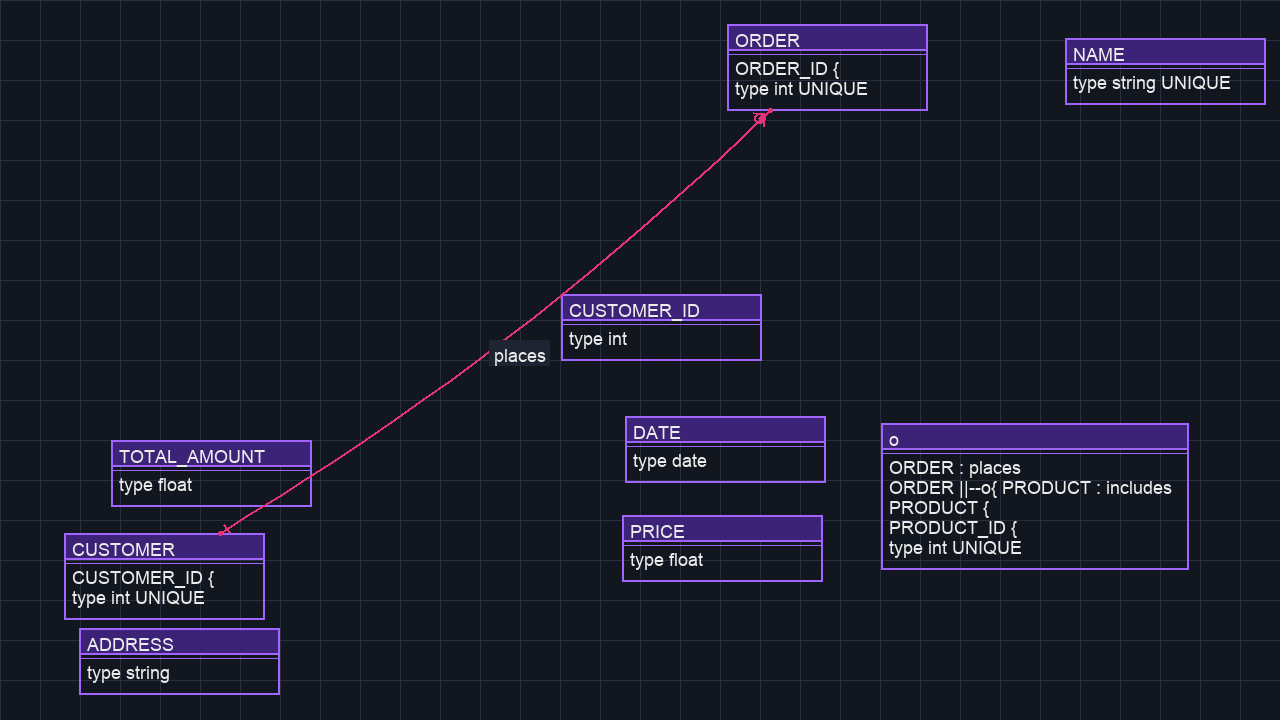 ORDER
ORDER_ID {
type int UNIQUE
NAME
type string UNIQUE
CUSTOMER_ID
type int
places
DATE
type date
o
ORDER : places
ORDER ||--o{ PRODUCT : includes
PRODUCT {
PRODUCT_ID {
type int UNIQUE
TOTAL_AMOUNT
type float
PRICE
type float
CUSTOMER
CUSTOMER_ID {
type int UNIQUE
ADDRESS
type string